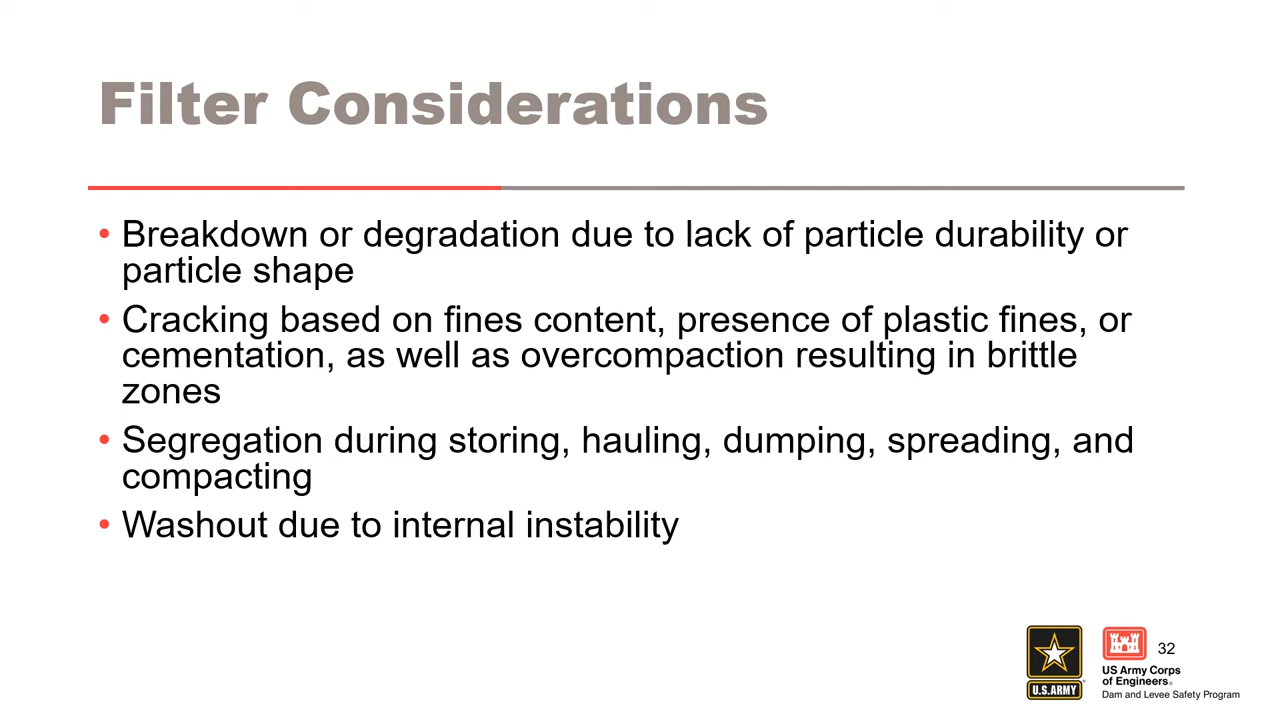 Filter Considerations
• Breakdown or degradation due to lack of particle durability or
particle shape
• Cracking based on fines content, presence of plastic fines, or
cementation, as well as overcompaction resulting in brittle
zones
• Segregation during storing, hauling, dumping, spreading, and
compacting
• Washout due to internal instability
32
U.S.ARMY
US Army Corps
of Engineers®
Dam and Levee Safety Program